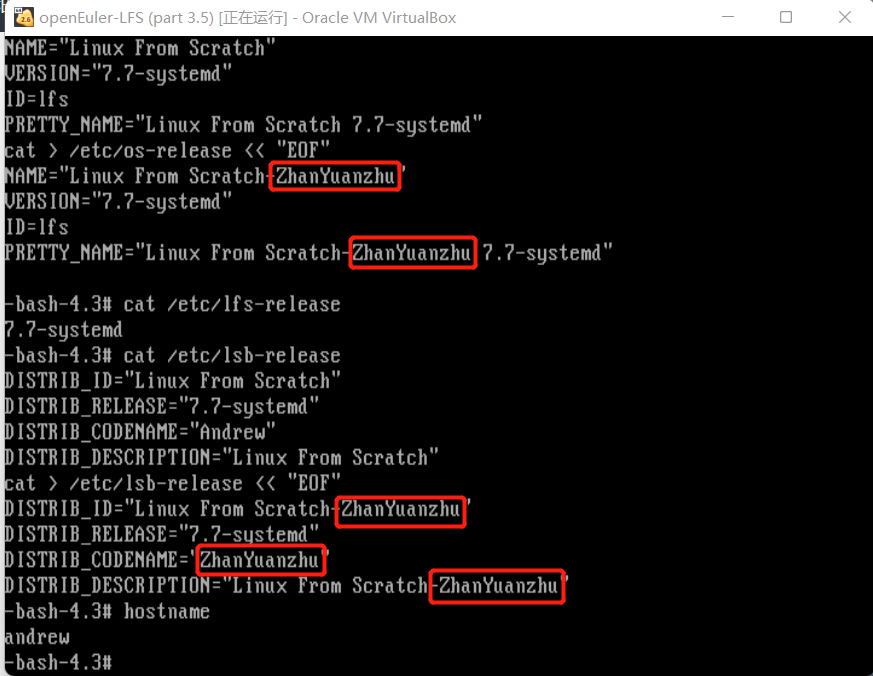 openEuler-LFS (part 3.5) [正在运行] - Oracle VM VirtualBox
NAME="Linux From Scratch"
VERSION="7.7-systemd"
ID=lfs
PRETTY_NAME="Linux From Scratch 7.7-systemd"
cat > /etc/os-release << "EOF"
NAME="Linux From Scratch-ZhanYuanzhu"
VERSION="7.7-systemd"
ID=lfs
PRETTY_NAME="Linux From Scratch-ZhanYuanzhu 7.7-systemd"
-bash-4.3# cat /etc/lfs-release
7.7-systemd
-bash-4.3# cat /etc/lsb-release
DISTRIB_ID="Linux From Scratch"
DISTRIB_RELEASE="7.7-systemd"
DISTRIB_CODENAME="Andrew"
DISTRIB_DESCRIPTION="Linux From Scratch"
cat > /etc/lsb-release << "EOF"
DISTRIB_ID="Linux From Scratch-ZhanYuanzhu"
DISTRIB_RELEASE="7.7-systemd"
DISTRIB_CODENAME="ZhanYuanzhu"
DISTRIB_DESCRIPTION="Linux From Scratch-ZhanYuanzhu"
-bash-4.3# hostname
andrew
-bash-4.3#